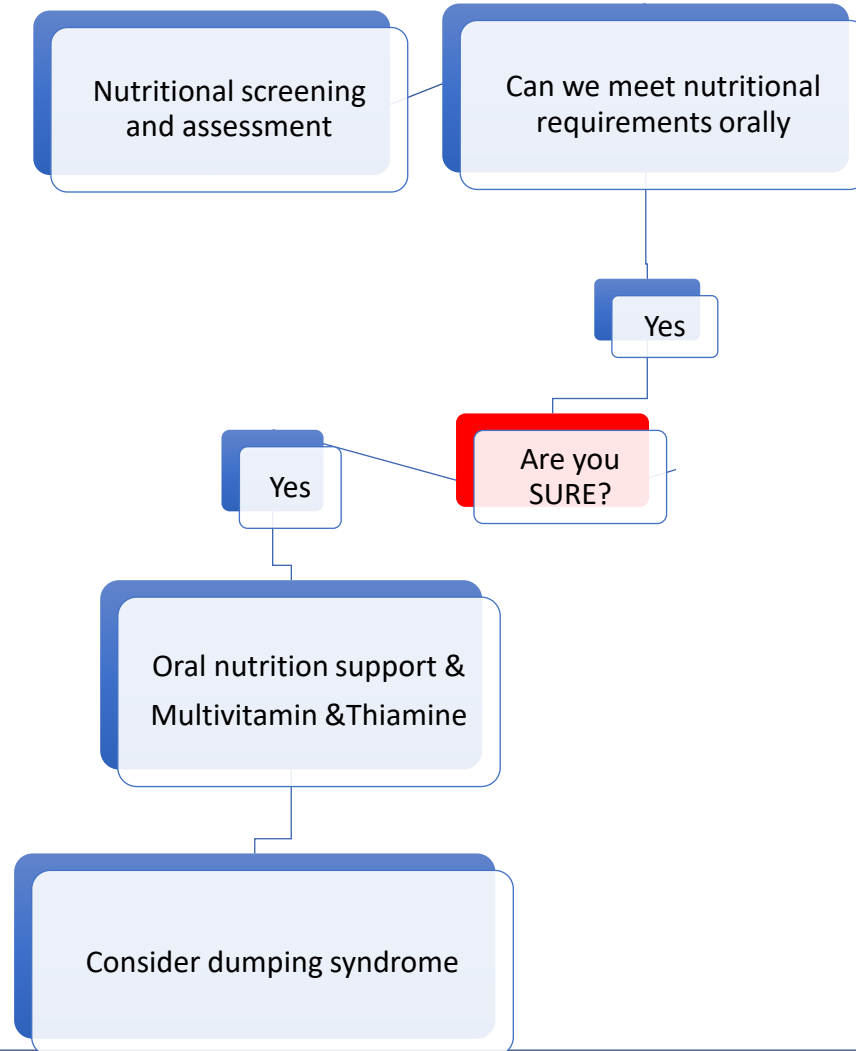 Nutritional screening
and assessment
Can we meet nutritional
requirements orally
Yes
Are you
SURE?
Yes
Oral nutrition support &
Multivitamin &Thiamine
Consider dumping syndrome